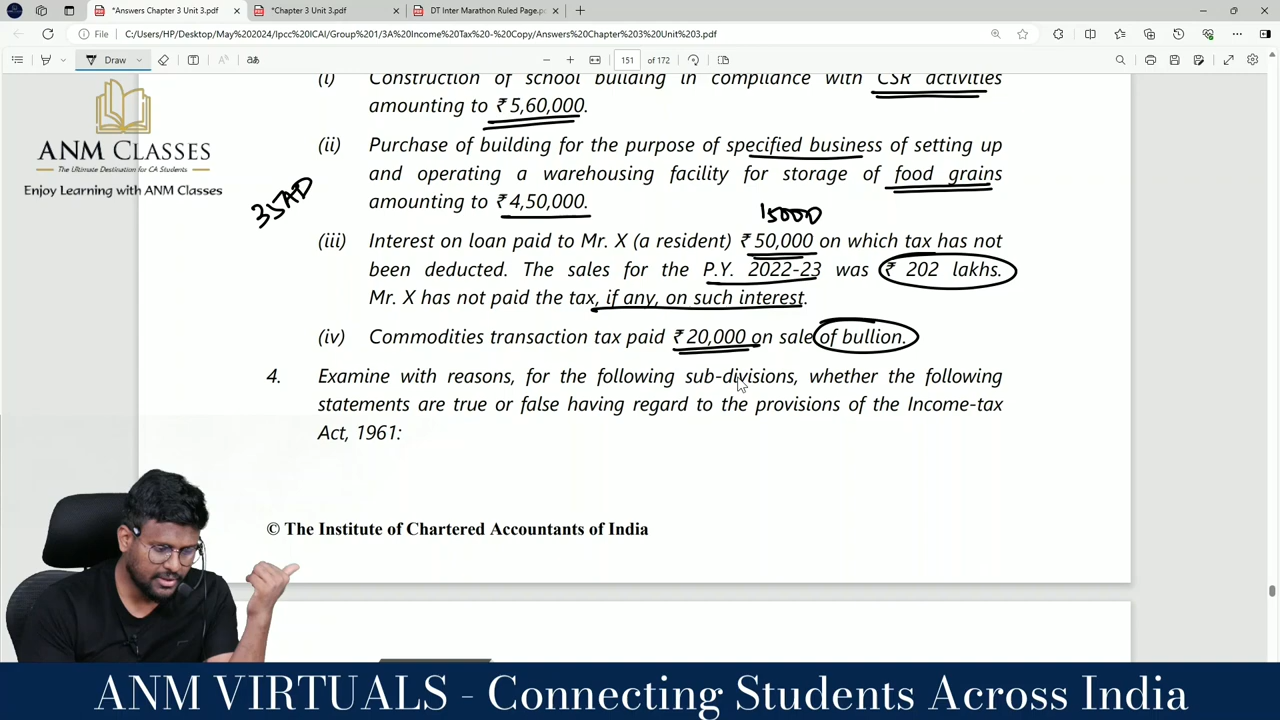 *Answers Chapter 3 Unit 3.pdf
*Chapter 3 Unit 3.pdf
DT Inter Marathon Ruled Page.p
File
C:/Users/HP/Desktop/May%202024/Ipcc%20ICAI/Group%201/3A%20Income%20Tax%20-%20Copy/Answers%20Chapter%203%20Unit%203.pdf
Draw
151 of 172
(i) Construction of school building in compliance with CSR activities
amounting to ₹ 5,60,000.
(ii) Purchase of building for the purpose of specified business of setting up
and operating a warehousing facility for storage of food grains
amounting to ₹ 4,50,000.
35AD
15000
(iii) Interest on loan paid to Mr. X (a resident) ₹ 50,000 on which tax has not
been deducted. The sales for the P.Y. 2022-23 was ₹ 202 lakhs.
Mr. X has not paid the tax, if any, on such interest.
(iv) Commodities transaction tax paid ₹ 20,000 on sale of bullion.
4. Examine with reasons, for the following sub-divisions, whether the following
statements are true or false having regard to the provisions of the Income-tax
Act, 1961:
© The Institute of Chartered Accountants of India
ANM CLASSES
The Ultimate Destination for CA Students
Enjoy Learning with ANM Classes
ANM VIRTUALS - Connecting Students Across India